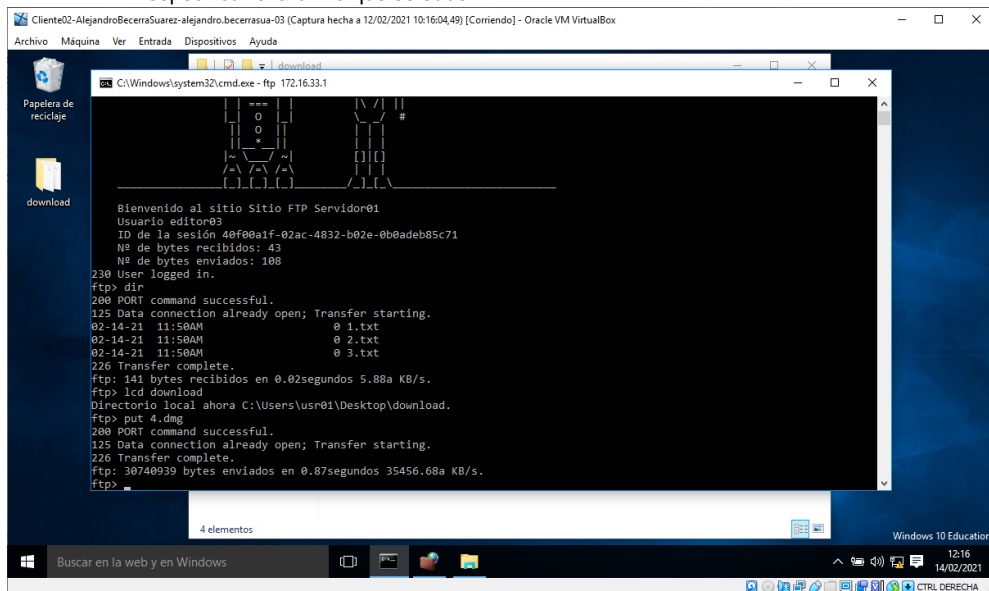 Cliente02-AlejandroBecerraSuarez-alejandro.becerrasua-03 (Captura hecha a 12/02/2021 10:16:04,49) [Corriendo] - Oracle VM VirtualBox
Archivo Máquina Ver Entrada Dispositivos Ayuda
download
C:\Windows\system32\cmd.exe - ftp 172.16.33.1
Papelera de
reciclaje
download
Bienvenido al sitio Sitio FTP Servidor01
Usuario editor03
ID de la sesión 40f00a1f-02ac-4832-b02e-0b0adeb85c71
Nº de bytes recibidos: 43
Nº de bytes enviados: 108
230 User logged in.
ftp> dir
200 PORT command successful.
125 Data connection already open; Transfer starting.
02-14-21 11:50AM 0 1.txt
02-14-21 11:50AM 0 2.txt
02-14-21 11:50AM 0 3.txt
226 Transfer complete.
ftp: 141 bytes recibidos en 0.02segundos 5.88a KB/s.
ftp> lcd download
Directorio local ahora C:\Users\usr01\Desktop\download.
ftp> put 4.dmg
200 PORT command successful.
125 Data connection already open; Transfer starting.
226 Transfer complete.
ftp: 30740939 bytes enviados en 0.87segundos 35456.68a KB/s.
ftp> _
4 elementos
Windows 10 Education
Buscar en la web y en Windows
12:16
14/02/2021
CTRL DERECHA